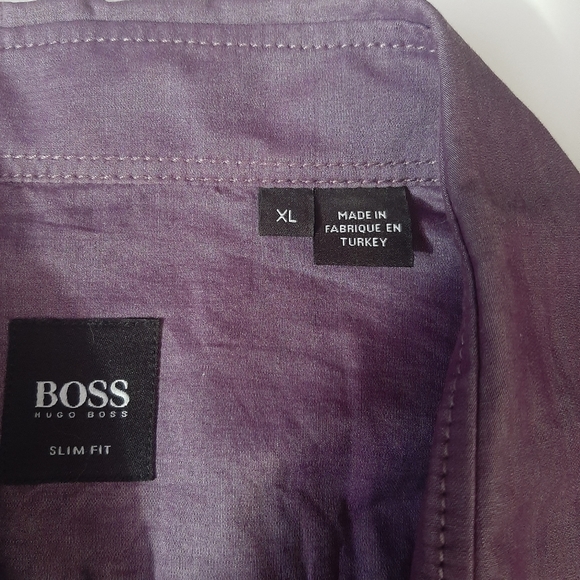 XL
MADE IN
FABRIQUE EN
TURKEY
BOSS
HUGO BOSS
SLIM FIT